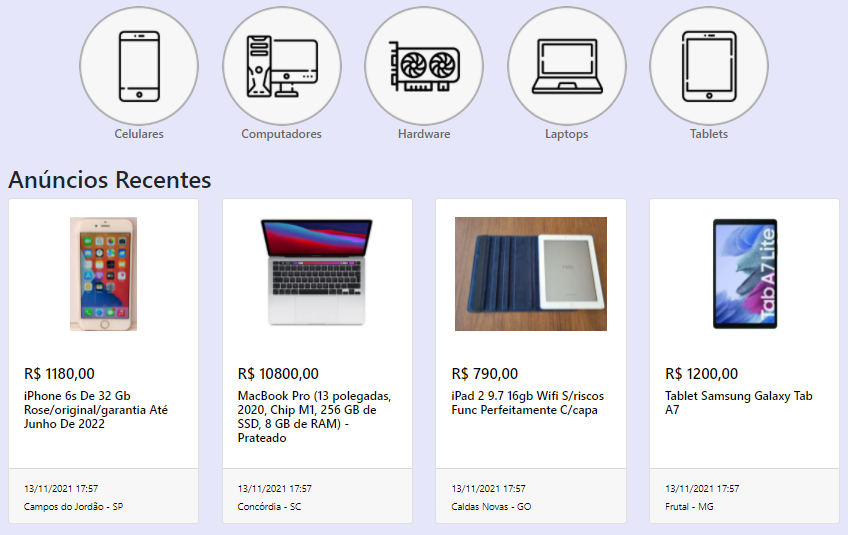 Celulares
Computadores
Hardware
Laptops
Tablets
Anúncios Recentes
Tab A7 Lite
R$ 1180,00
iPhone 6s De 32 Gb
Rose/original/garantia Até
Junho De 2022
13/11/2021 17:57
Campos do Jordão - SP
R$ 10800,00
MacBook Pro (13 polegadas,
2020, Chip M1, 256 GB de
SSD, 8 GB de RAM) -
Prateado
13/11/2021 17:57
Concórdia - SC
R$ 790,00
iPad 2 9.7 16gb Wifi S/riscos
Func Perfeitamente C/capa
13/11/2021 17:57
Caldas Novas - GO
R$ 1200,00
Tablet Samsung Galaxy Tab
A7
13/11/2021 17:57
Frutal - MG